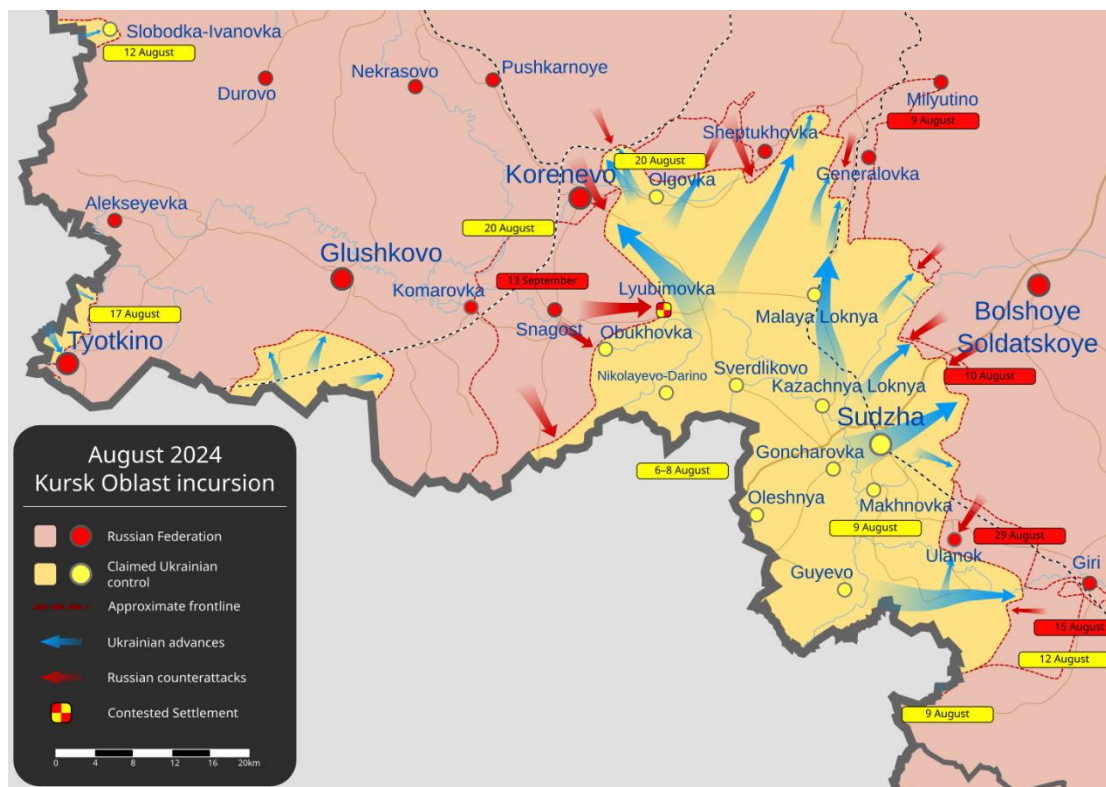 Slobodka-Ivanovka
12 August
Durovo
Nekrasovo
Pushkarnoye
Milyutino
9 August
Sheptukhovka
20 August
Korenevo
Olgovka
Generalovka
Alekseyevka
20 August
Glushkovo
13 September
Komarovka
Lyubimovka
Snagost
Obukhovka
Malaya Loknya
Bolshoye
Soldatskoye
17 August
Tyotkino
Nikolayevo-Darino
Sverdlikovo
Kazachnya Loknya
10 August
Sudzha
Goncharovka
6–8 August
Oleshnya
Makhnovka
9 August
29 August
Ulanok
Giri
Guyevo
15 August
12 August
9 August
August 2024
Kursk Oblast incursion
Russian Federation
Claimed Ukrainian
control
Approximate frontline
Ukrainian advances
Russian counterattacks
Contested Settlement
0 4 8 12 16 20km